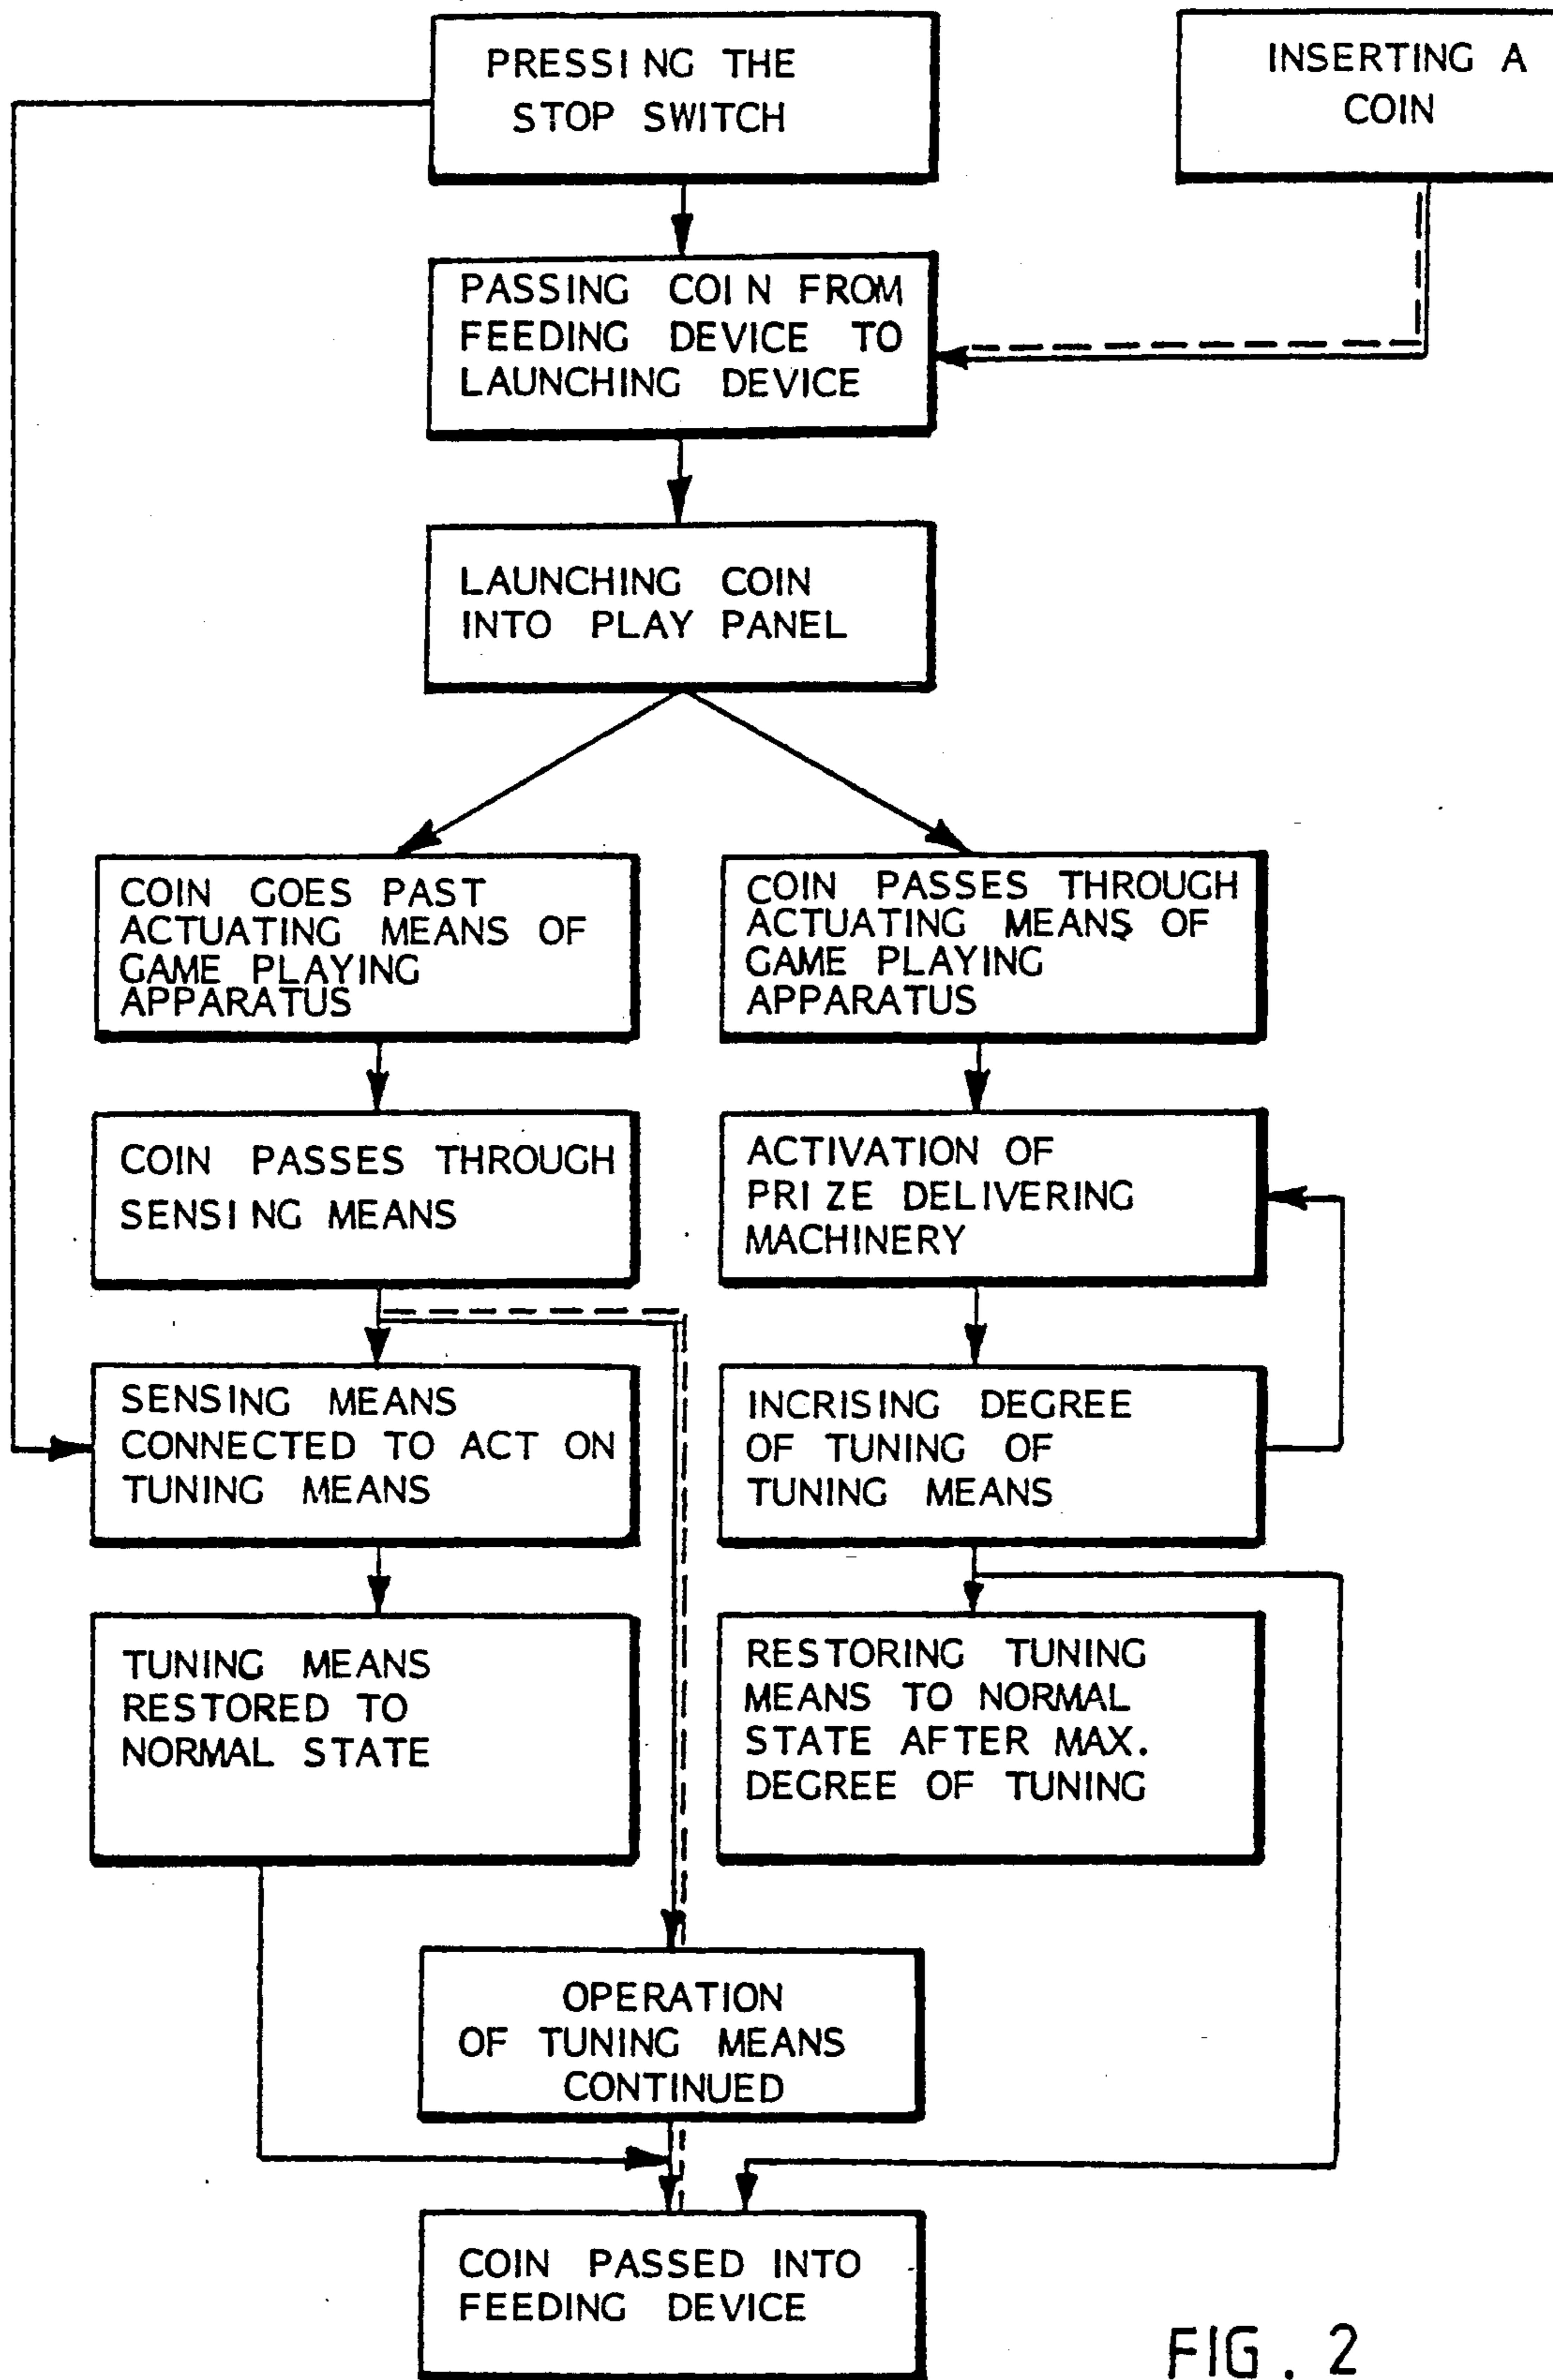 PRESSING THE
STOP SWITCH
INSERTING A
COIN
PASSING COIN FROM
FEEDING DEVICE TO
LAUNCHING DEVICE
LAUNCHING COIN
INTO PLAY PANEL
COIN GOES PAST
ACTUATING MEANS OF
GAME PLAYING
APPARATUS
COIN PASSES THROUGH
ACTUATING MEANS OF
GAME PLAYING
APPARATUS
COIN PASSES THROUGH
SENSING MEANS
ACTIVATION OF
PRIZE DELIVERING
MACHINERY
SENSING MEANS
CONNECTED TO ACT ON
TUNING MEANS
INCRISING DEGREE
OF TUNING OF
TUNING MEANS
TUNING MEANS
RESTORED TO
NORMAL STATE
RESTORING TUNING
MEANS TO NORMAL
STATE AFTER MAX.
DEGREE OF TUNING
OPERATION
OF TUNING MEANS
CONTINUED
COIN PASSED INTO
FEEDING DEVICE
FIG. 2